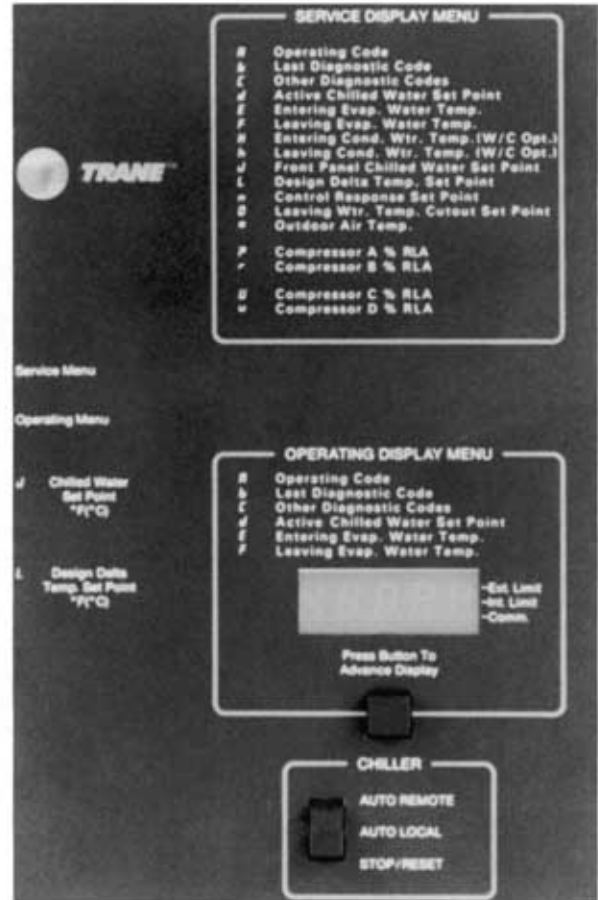 SERVICE DISPLAY MENU
A Operating Code
b Last Diagnostic Code
C Other Diagnostic Codes
d Active Chilled Water Set Point
E Entering Evap. Water Temp.
F Leaving Evap. Water Temp.
H Entering Cond. Wtr. Temp. (W/C Opt.)
h Leaving Cond. Wtr. Temp. (W/C Opt.)
J Front Panel Chilled Water Set Point
L Design Delta Temp. Set Point
n Control Response Set Point
O Leaving Wtr. Temp. Cutout Set Point
Outdoor Air Temp.
P Compressor A % RLA
r Compressor B % RLA
U Compressor C % RLA
u Compressor D % RLA
TRANE™
Service Menu
Operating Menu
J Chilled Water
Set Point
°F(°C)
L Design Delta
Temp. Set Point
°F(°C)
OPERATING DISPLAY MENU
A Operating Code
b Last Diagnostic Code
C Other Diagnostic Codes
d Active Chilled Water Set Point
E Entering Evap. Water Temp.
F Leaving Evap. Water Temp.
-Ext. Limit
-Int. Limit
-Comm.
Press Button To
Advance Display
CHILLER
AUTO REMOTE
AUTO LOCAL
STOP/RESET